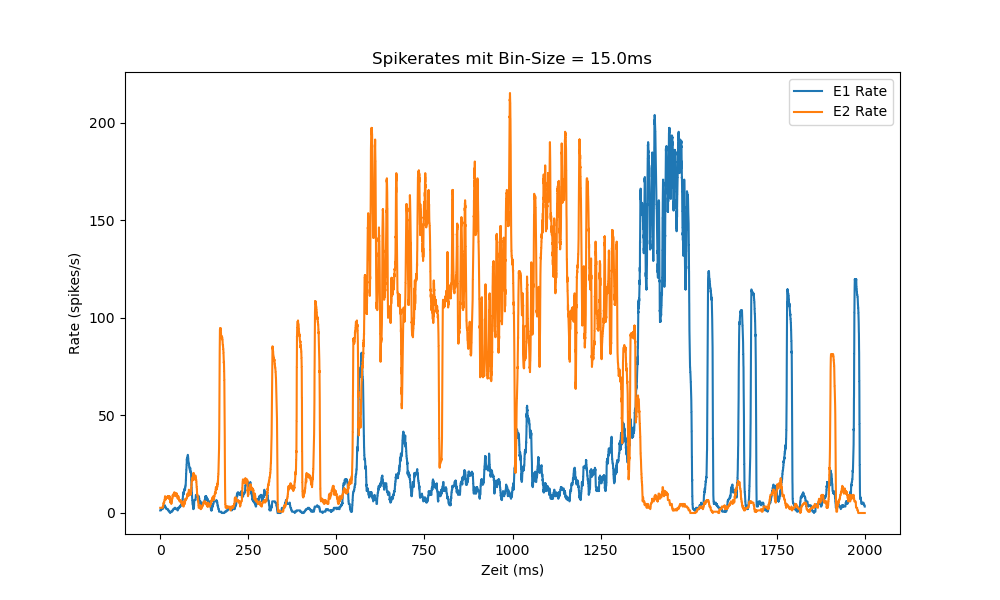 Spikerates mit Bin-Size = 15.0ms
E1 Rate
E2 Rate
Rate (spikes/s)
200
150
100
50
0
0 250 500 750 1000 1250 1500 1750 2000
Zeit (ms)